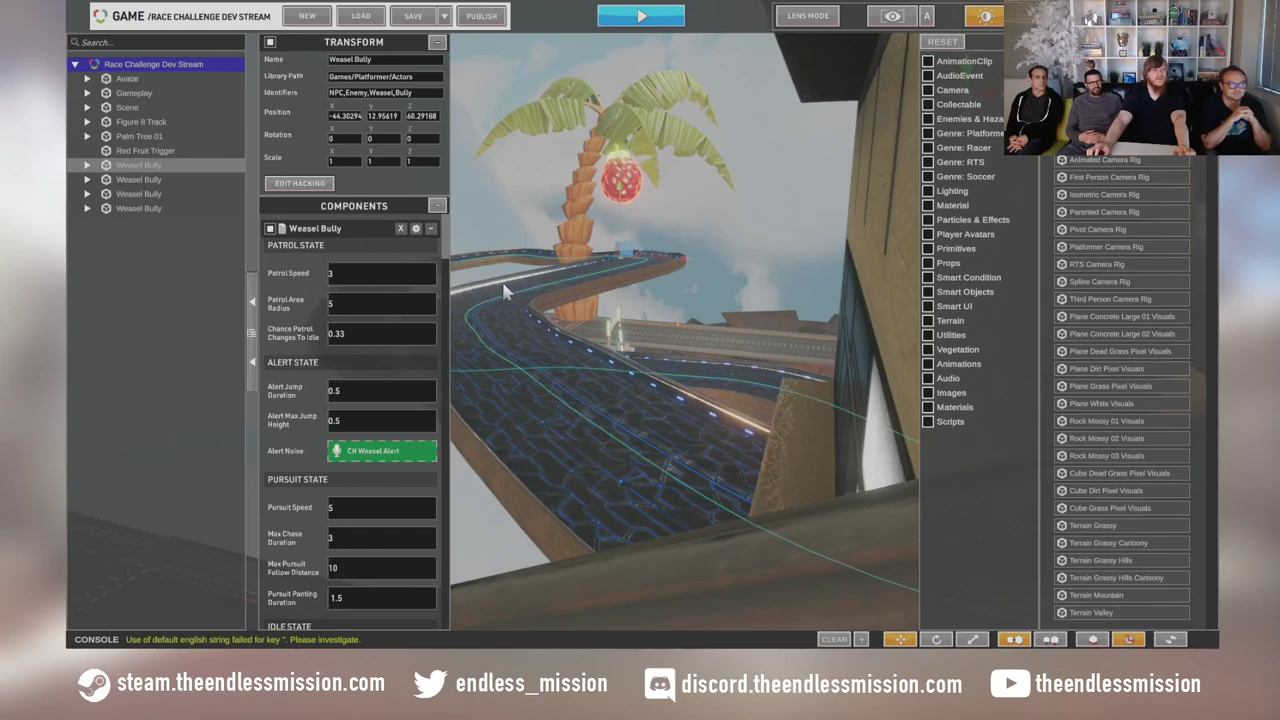 GAME /RACE CHALLENGE DEV STREAM
NEW
LOAD
SAVE
PUBLISH
LENS MODE
A
Search...
Race Challenge Dev Stream
Avatar
Gameplay
Scene
Figure 8 Track
Palm Tree 01
Red Fruit Trigger
Weasel Bully
Weasel Bully
Weasel Bully
Weasel Bully
TRANSFORM
Name Weasel Bully
Library Path Games/Platformer/Actors
Identifiers NPC,Enemy,Weasel,Bully
X Y Z
Position -44.30294 12.95619 60.29188
X Y Z
Rotation 0 0 0
X Y Z
Scale 1 1 1
EDIT HACKING
COMPONENTS
Weasel Bully X
PATROL STATE
Patrol Speed 3
Patrol Area Radius 5
Chance Patrol Changes To Idle 0.33
ALERT STATE
Alert Jump Duration 0.5
Alert Max Jump Height 0.5
Alert Noise CH Weasel Alert
PURSUIT STATE
Pursuit Speed 5
Max Chase Duration 3
Max Pursuit Follow Distance 10
Pursuit Panting Duration 1.5
IDLE STATE
RESET
AnimationClip
AudioEvent
Camera
Collectable
Enemies & Haza
Genre: Platforme
Genre: Racer
Genre: RTS
Genre: Soccer
Lighting
Material
Particles & Effects
Player Avatars
Primitives
Props
Smart Condition
Smart Objects
Smart UI
Terrain
Utilities
Vegetation
Animations
Audio
Images
Materials
Scripts
Animated Camera Rig
First Person Camera Rig
Isometric Camera Rig
Parented Camera Rig
Pivot Camera Rig
Platformer Camera Rig
RTS Camera Rig
Spline Camera Rig
Third Person Camera Rig
Plane Concrete Large 01 Visuals
Plane Concrete Large 02 Visuals
Plane Dead Grass Pixel Visuals
Plane Dirt Pixel Visuals
Plane Grass Pixel Visuals
Plane White Visuals
Rock Mossy 01 Visuals
Rock Mossy 02 Visuals
Rock Mossy 03 Visuals
Cube Dead Grass Pixel Visuals
Cube Dirt Pixel Visuals
Cube Grass Pixel Visuals
Terrain Grassy
Terrain Grassy Cartoony
Terrain Grassy Hills
Terrain Grassy Hills Cartoony
Terrain Mountain
Terrain Valley
CONSOLE Use of default english string failed for key ''. Please investigate.
CLEAR +
steam.theendlessmission.com
endless_mission
discord.theendlessmission.com
theendlessmission